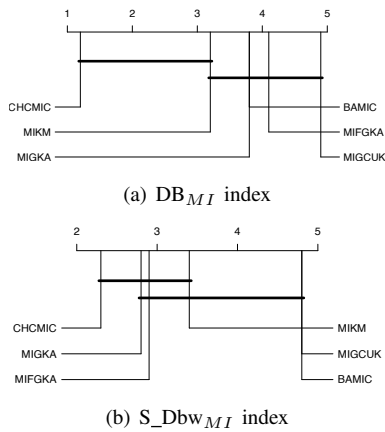 1 2 3 4 5
CHCMIC BAMIC
MIKM MIFGKA
MIGKA MIGCUK
(a) DB_MI index
2 3 4 5
CHCMIC MIKM
MIGKA MIGCUK
MIFGKA BAMIC
(b) S_Dbw_MI index